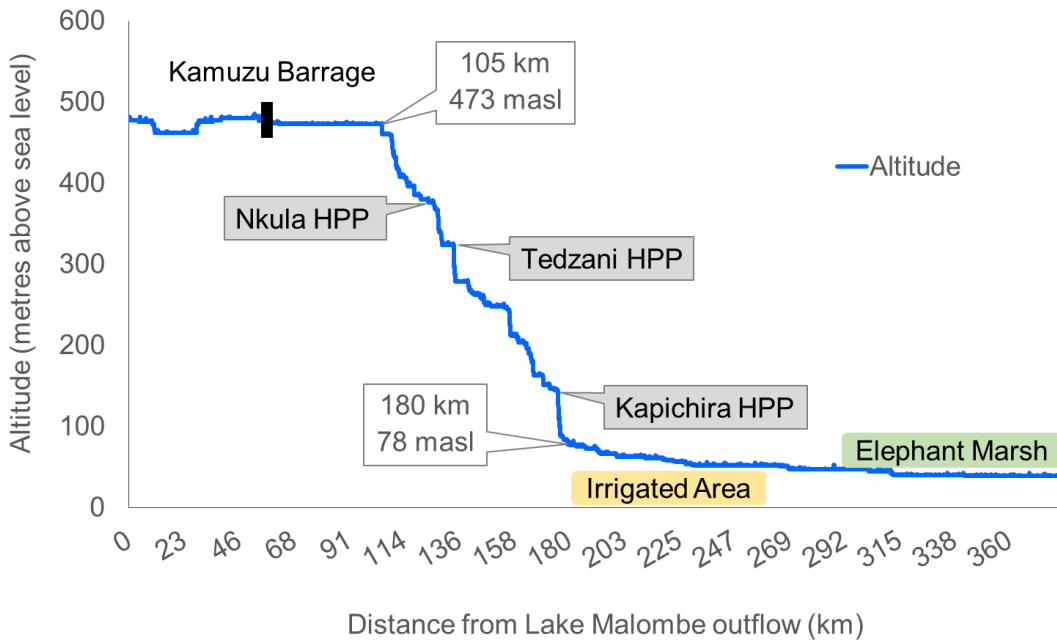 Altitude (metres above sea level)
600
500
400
300
200
100
0
Kamuzu Barrage
105 km
473 masl
Altitude
Nkula HPP
Tedzani HPP
Kapichira HPP
180 km
78 masl
Elephant Marsh
Irrigated Area
0 23 46 68 91 114 136 158 180 203 225 247 269 292 315 338 360
Distance from Lake Malombe outflow (km)